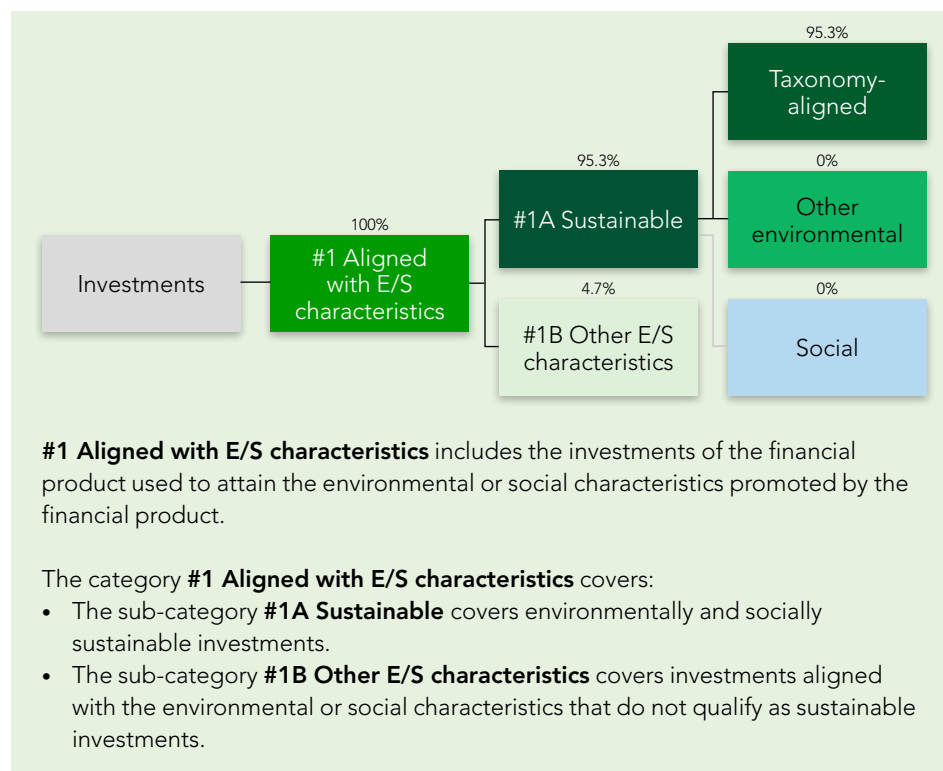 95.3%
Taxonomy-
aligned
95.3%
0%
#1A Sustainable
Other
environmental
100%
Investments
#1 Aligned
with E/S
characteristics
4.7%
0%
#1B Other E/S
characteristics
Social
#1 Aligned with E/S characteristics includes the investments of the financial
product used to attain the environmental or social characteristics promoted by the
financial product.
The category #1 Aligned with E/S characteristics covers:
• The sub-category #1A Sustainable covers environmentally and socially
sustainable investments.
• The sub-category #1B Other E/S characteristics covers investments aligned
with the environmental or social characteristics that do not qualify as sustainable
investments.